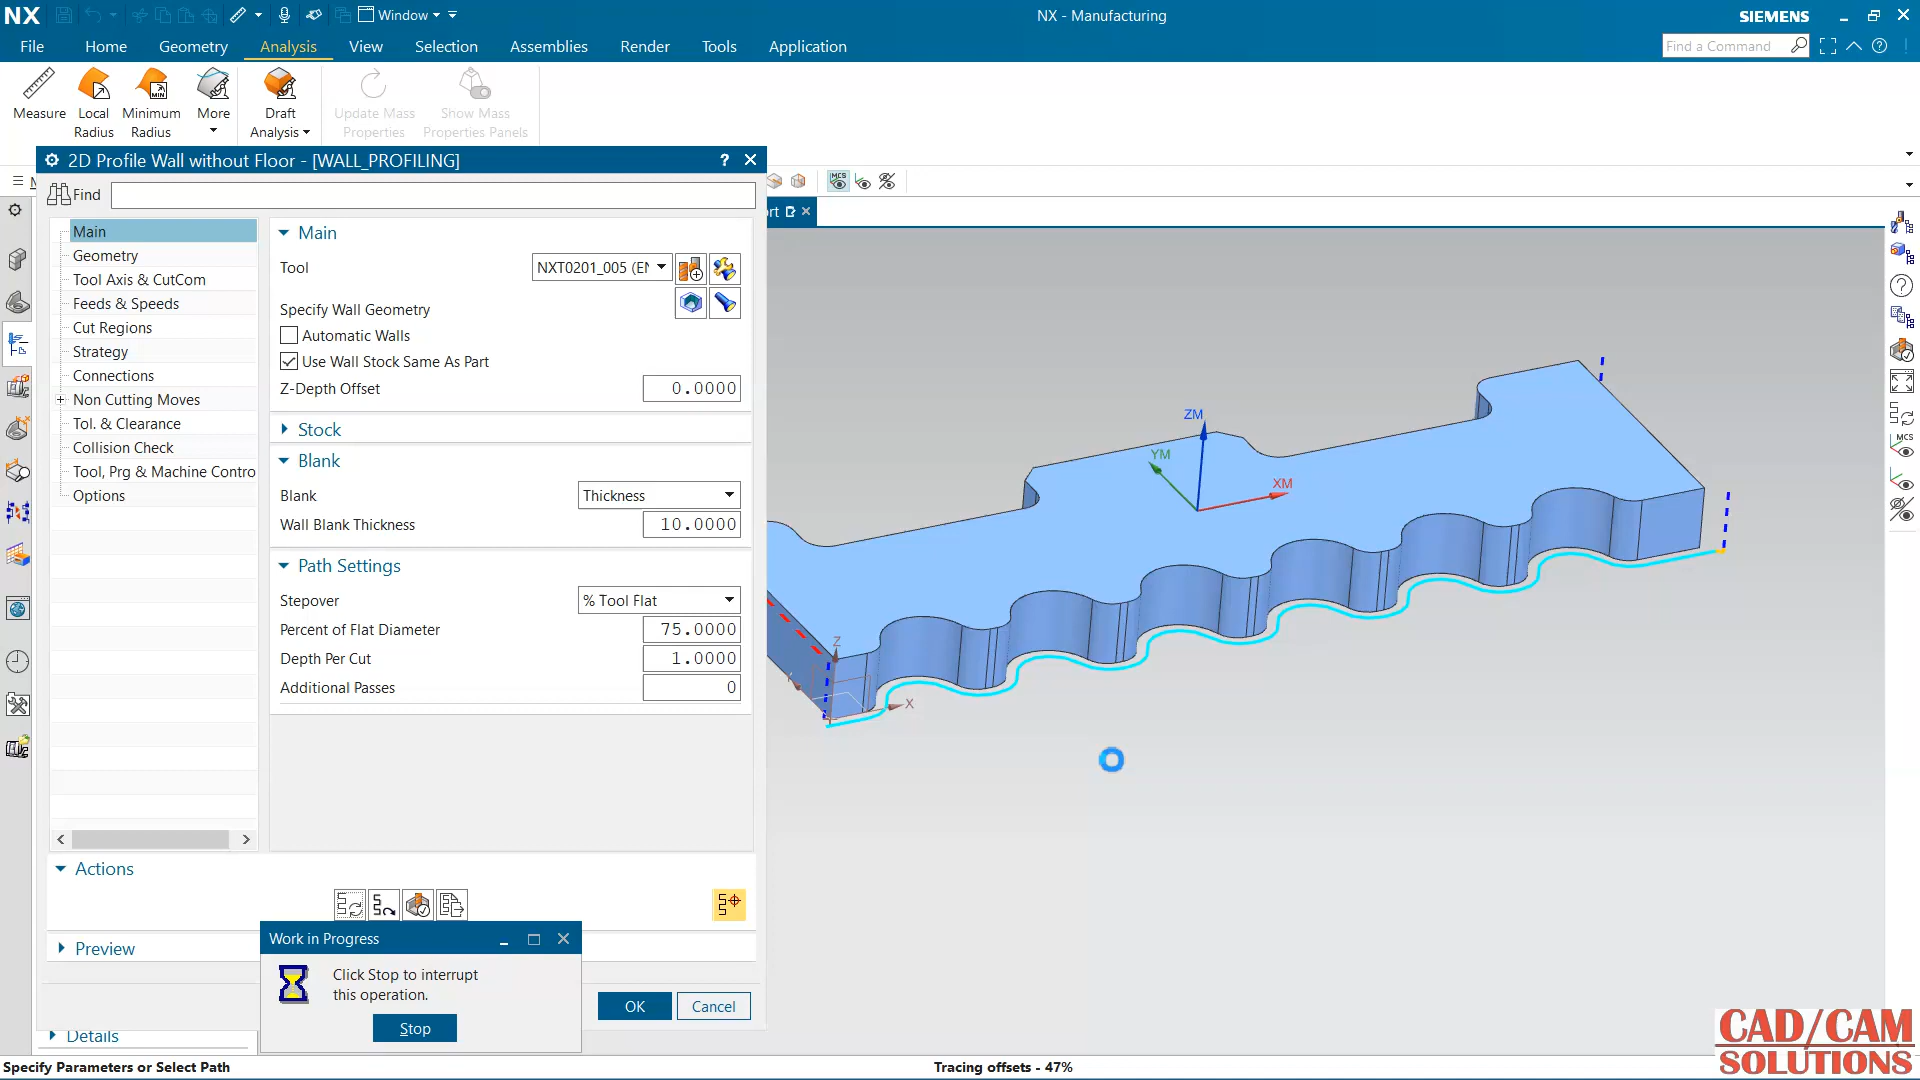 NX
Window
NX - Manufacturing
SIEMENS
File
Home
Geometry
Analysis
View
Selection
Assemblies
Render
Tools
Application
Find a Command
Measure
Local
Radius
Minimum
Radius
More
Draft
Analysis
Update Mass
Properties
Show Mass
Properties Panels
2D Profile Wall without Floor - [WALL_PROFILING]
Find
MCS
Main
Geometry
Tool Axis & CutCom
Feeds & Speeds
Cut Regions
Strategy
Connections
Non Cutting Moves
Tol. & Clearance
Collision Check
Tool, Prg & Machine Contro
Options
Main
Tool
NXT0201_005 (EN
Specify Wall Geometry
Automatic Walls
Use Wall Stock Same As Part
Z-Depth Offset
0.0000
Stock
Blank
Blank
Thickness
Wall Blank Thickness
10.0000
Path Settings
Stepover
% Tool Flat
Percent of Flat Diameter
75.0000
Depth Per Cut
1.0000
Additional Passes
0
ZM
YM
XM
Z
X
MCS
Actions
Preview
Work in Progress
Click Stop to interrupt
this operation.
Stop
OK
Cancel
Details
Specify Parameters or Select Path
Tracing offsets - 47%
CAD/CAM
SOLUTIONS